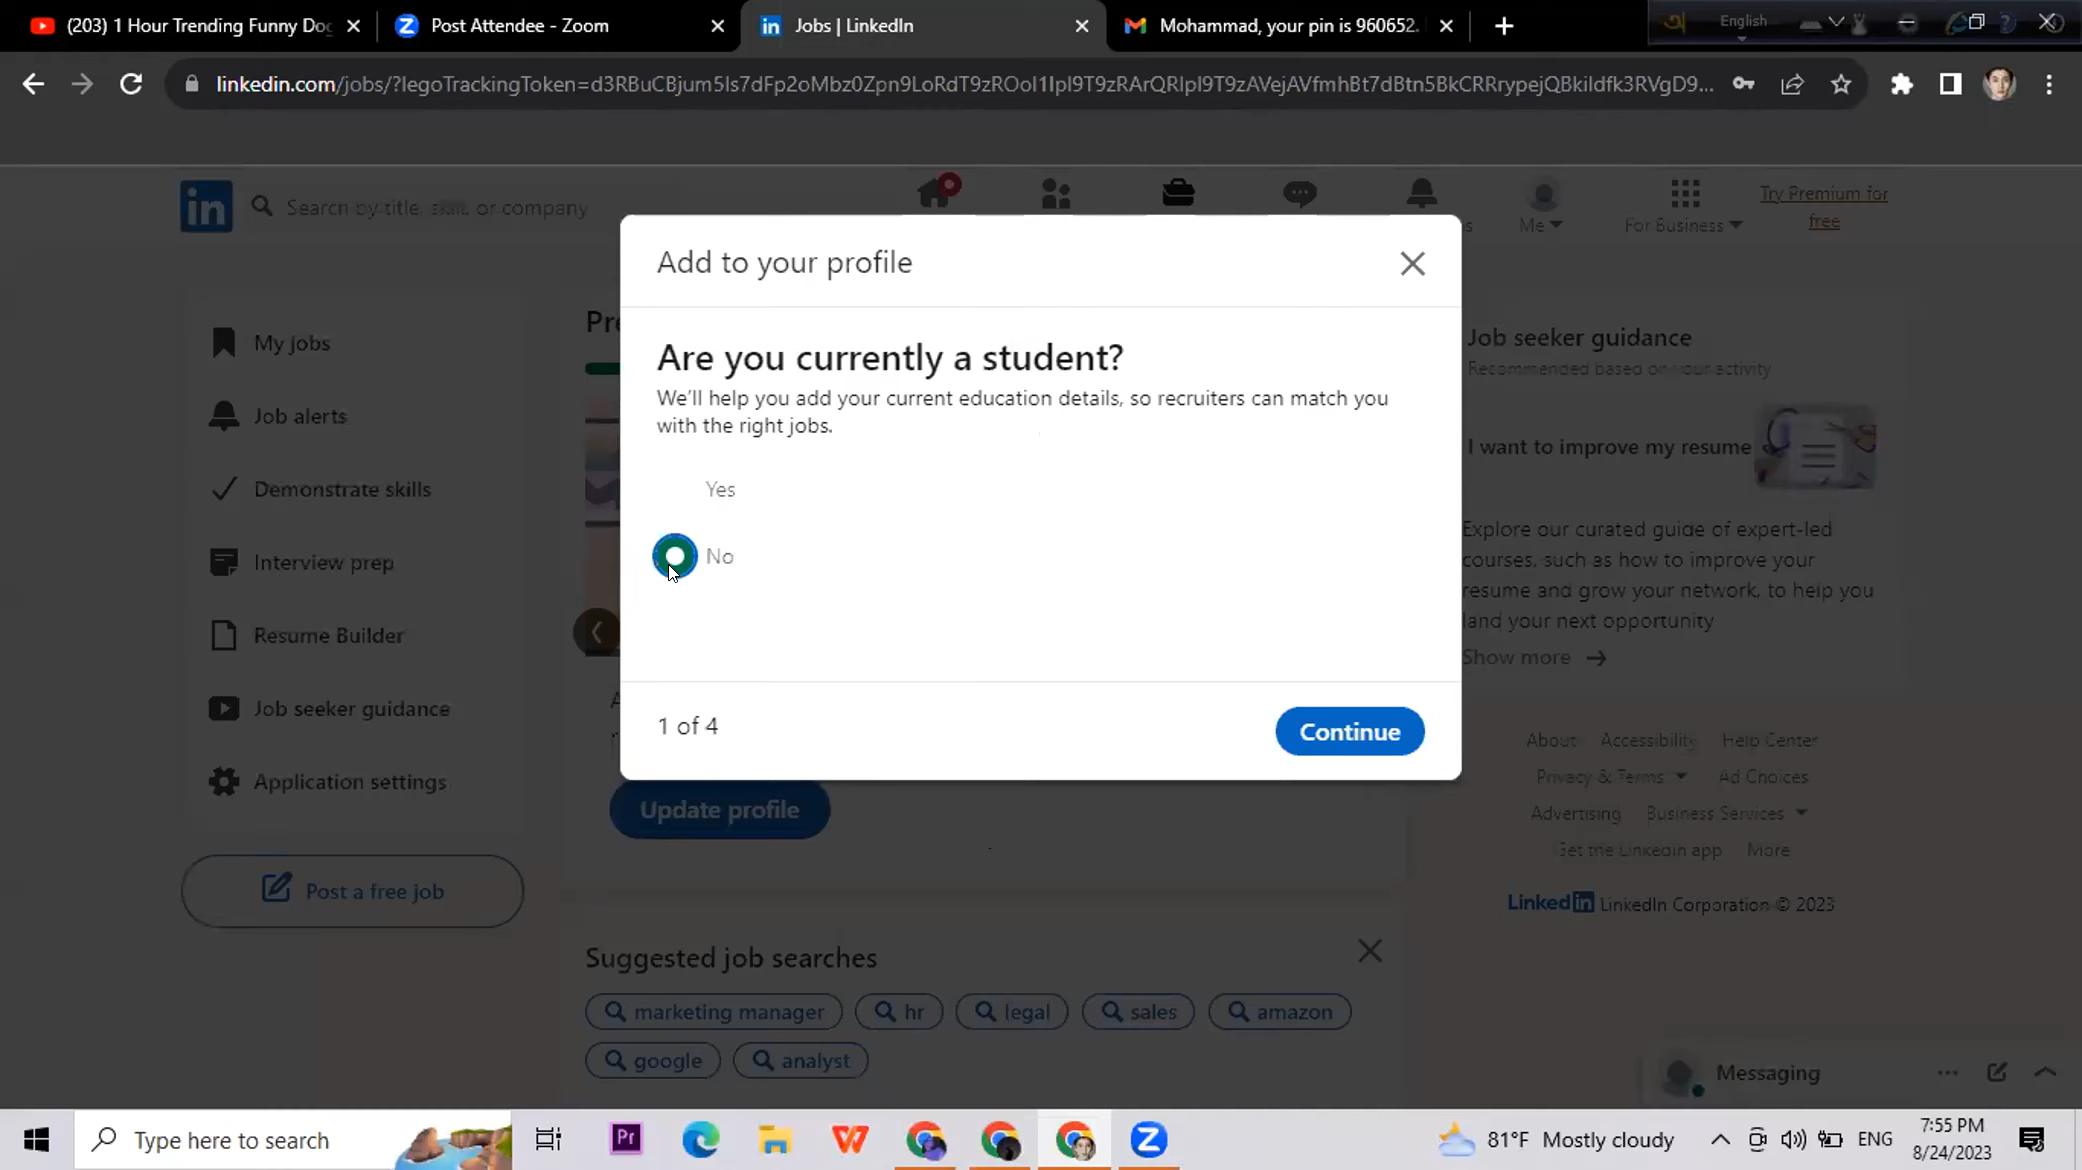 (203) 1 Hour Trending Funny Dog
Post Attendee - Zoom
Jobs | LinkedIn
Mohammad, your pin is 960652.
English
linkedin.com/jobs/?legoTrackingToken=
Search by title, skill, or company
Me
For Business
Try Premium for
free
Add to your profile
Are you currently a student?
We'll help you add your current education details, so recruiters can match you
with the right jobs.
Yes
No
1 of 4
Continue
My jobs
Job alerts
Demonstrate skills
Interview prep
Resume Builder
Job seeker guidance
Application settings
Post a free job
Update profile
Suggested job searches
marketing manager
hr
legal
sales
amazon
google
analyst
Job seeker guidance
Recommended based on your activity
I want to improve my resume
Explore our curated guide of expert-led
courses, such as how to improve your
resume and grow your network, to help you
land your next opportunity
Show more
About Accessibility Help Center
Privacy & Terms Ad Choices
Advertising Business Services
Get the LinkedIn app More
LinkedIn LinkedIn Corporation © 2023
Messaging
Type here to search
Pr
81°F Mostly cloudy
ENG
7:55 PM
8/24/2023